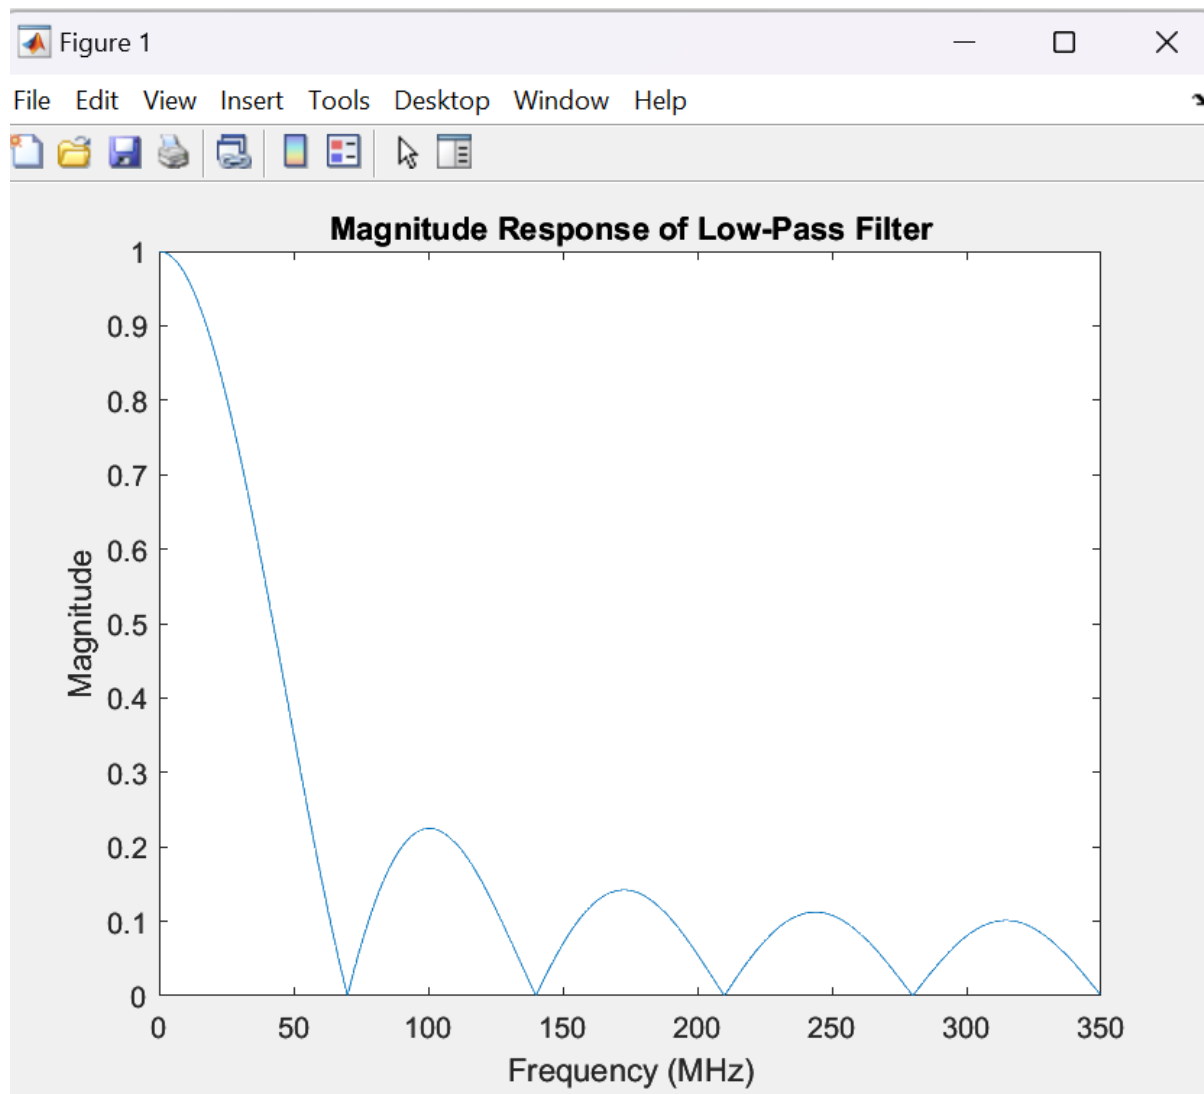 Figure 1
File Edit View Insert Tools Desktop Window Help
Magnitude Response of Low-Pass Filter
1
0.9
0.8
0.7
0.6
0.5
0.4
0.3
0.2
0.1
0
Magnitude
0 50 100 150 200 250 300 350
Frequency (MHz)